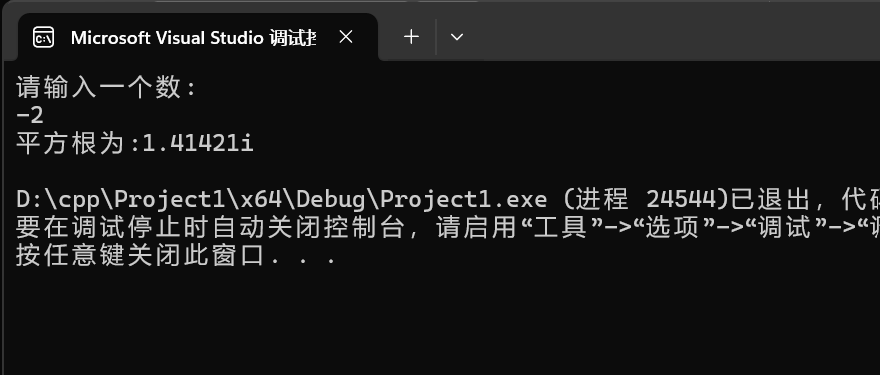 Microsoft Visual Studio 调试
请输入一个数:
-2
平方根为:1.41421i
D:\cpp\Project1\x64\Debug\Project1.exe (进程 24544)已退出，代
要在调试停止时自动关闭控制台，请启用“工具”->“选项”->“调试”->“
按任意键关闭此窗口. . .